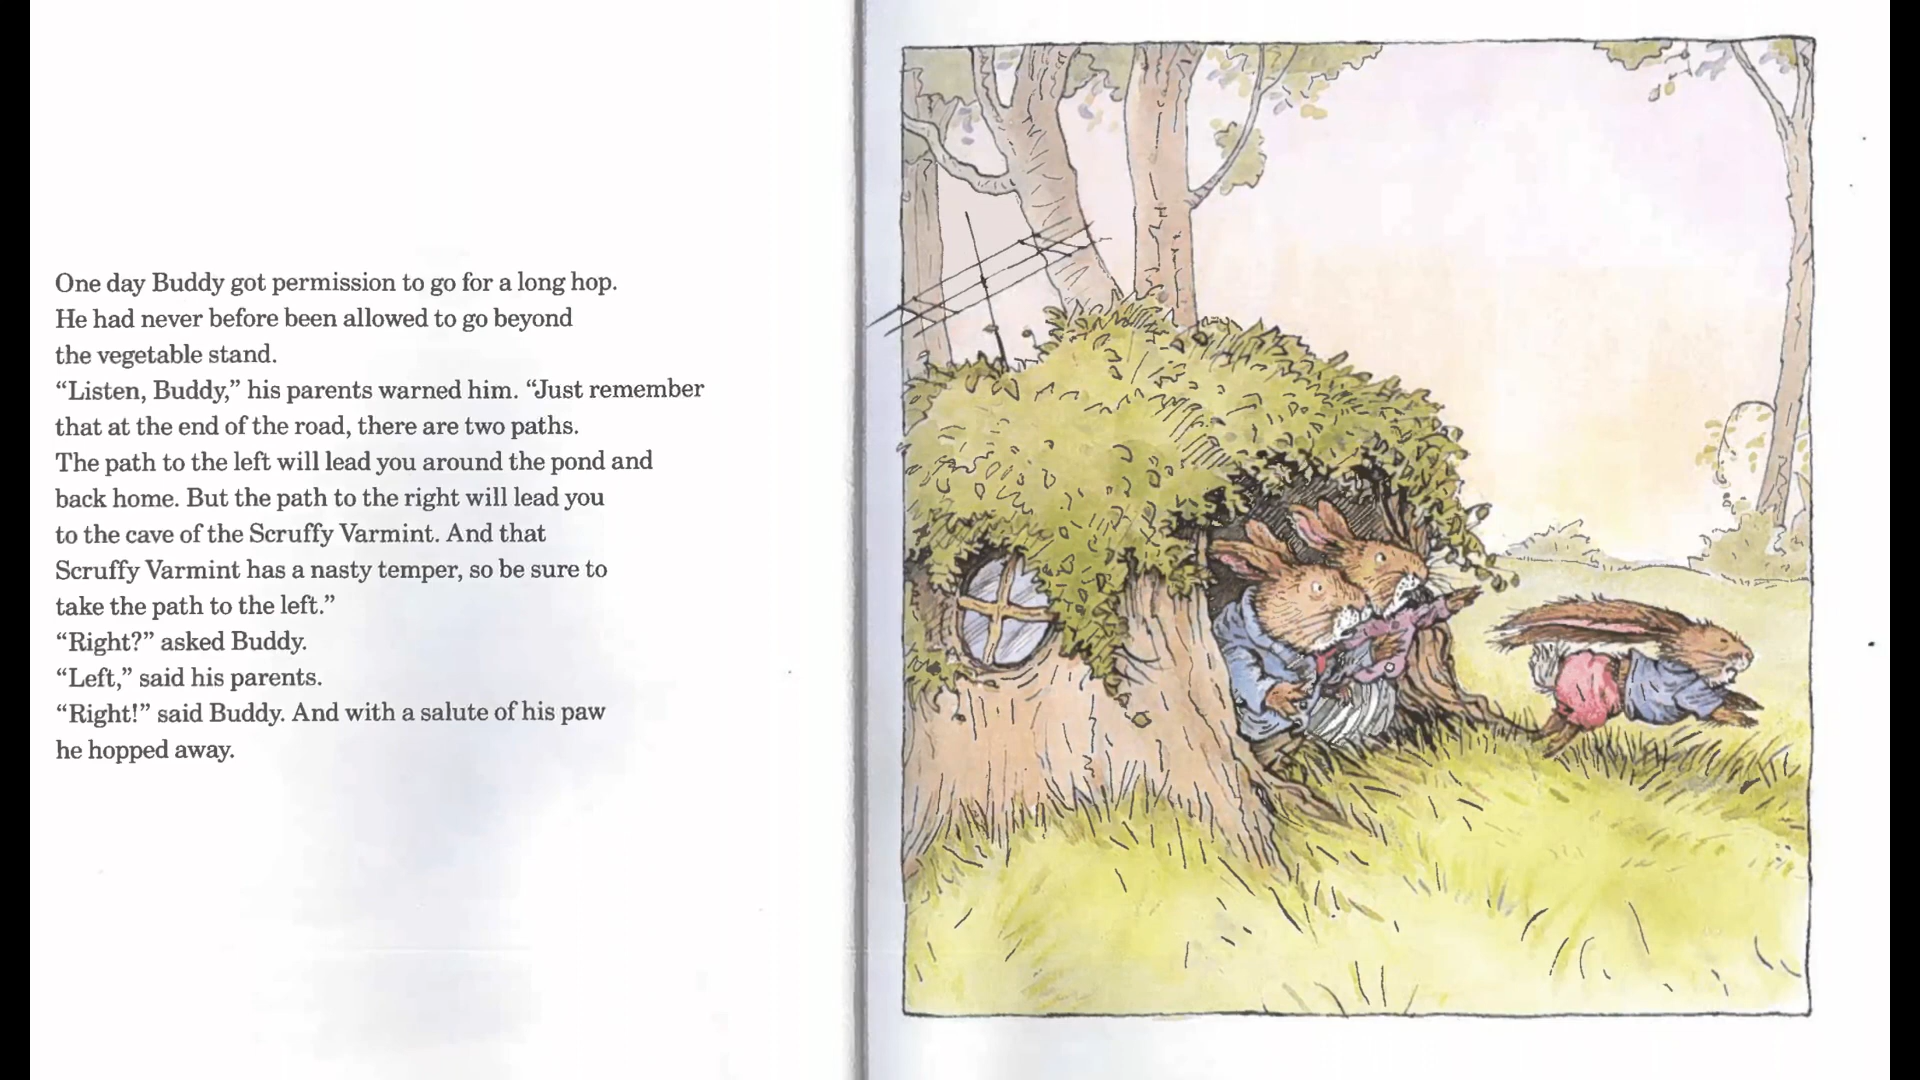 One day Buddy got permission to go for a long hop.
He had never before been allowed to go beyond
the vegetable stand.
“Listen, Buddy,” his parents warned him. “Just remember
that at the end of the road, there are two paths.
The path to the left will lead you around the pond and
back home. But the path to the right will lead you
to the cave of the Scruffy Varmint. And that
Scruffy Varmint has a nasty temper, so be sure to
take the path to the left.”
“Right?” asked Buddy.
“Left,” said his parents.
“Right!” said Buddy. And with a salute of his paw
he hopped away.